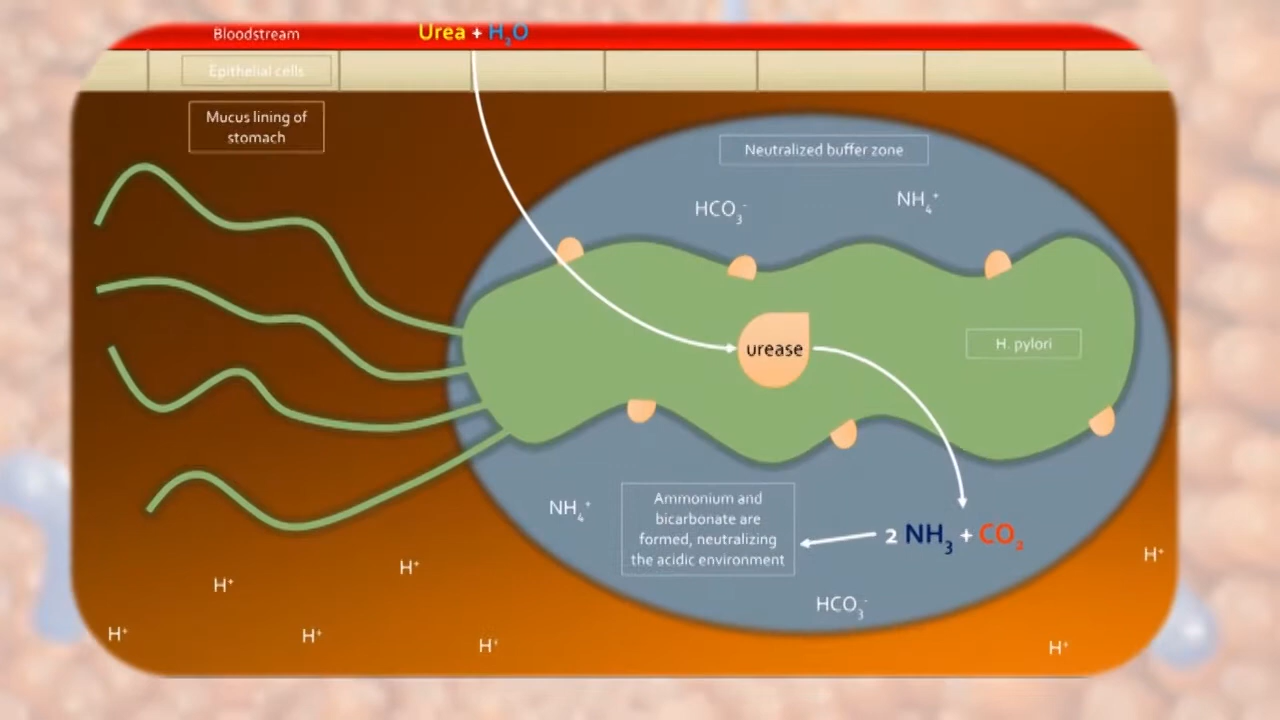 Bloodstream
Urea + H₂O
Epithelial cells
Mucus lining of
stomach
Neutralized buffer zone
HCO₃⁻
NH₄⁺
urease
H. pylori
NH₄⁺
Ammonium and
bicarbonate are
formed, neutralizing
the acidic environment
2 NH₃ + CO₂
HCO₃⁻
H⁺
H⁺
H⁺
H⁺
H⁺
H⁺
H⁺